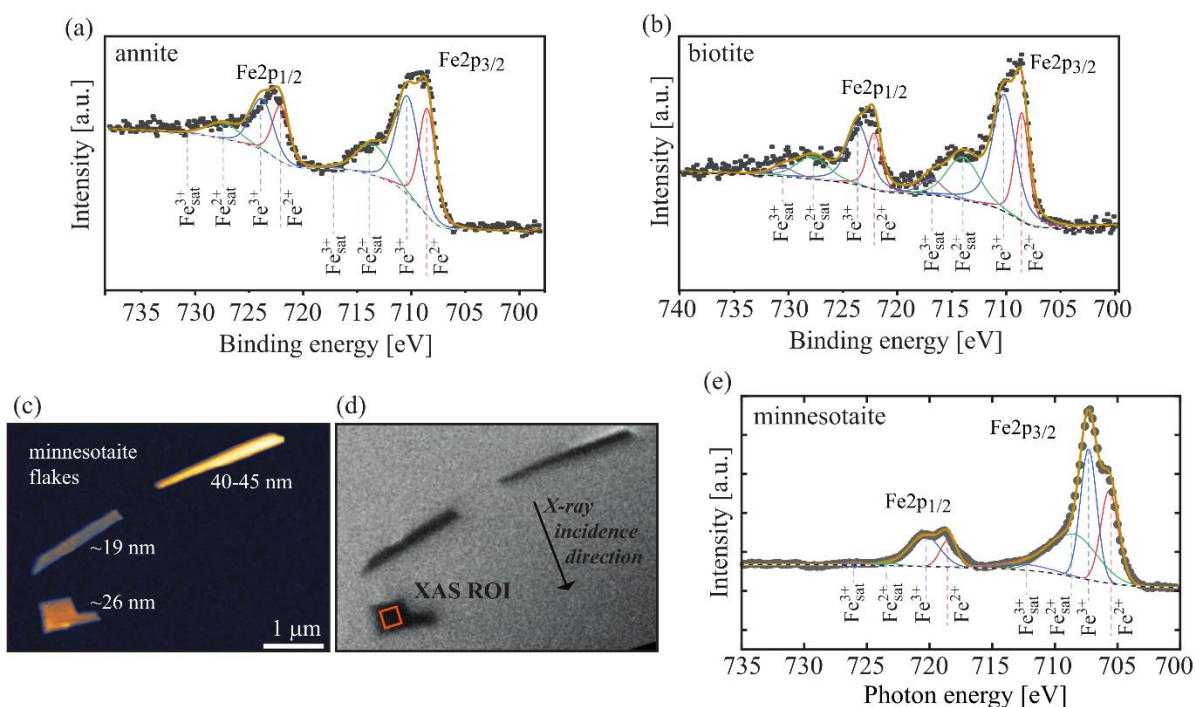 (a)
annite
Fe2p1/2
Fe2p3/2
Intensity [a.u.]
Fe3+sat
Fe2+sat
Fe3+
Fe2+
Fe3+sat
Fe2+sat
Fe3+
Fe2+
735 730 725 720 715 710 705 700
Binding energy [eV]
(b)
biotite
Fe2p1/2
Fe2p3/2
Intensity [a.u.]
Fe3+sat
Fe2+sat
Fe3+
Fe2+
Fe3+sat
Fe2+sat
Fe3+
Fe2+
740 735 730 725 720 715 710 705 700
Binding energy [eV]
(c)
minnesotaite
flakes
40-45 nm
~19 nm
~26 nm
1 μm
(d)
X-ray
incidence
direction
XAS ROI
(e)
minnesotaite
Fe2p3/2
Fe2p1/2
Intensity [a.u.]
Fe3+sat
Fe2+sat
Fe3+
Fe2+
Fe3+sat
Fe2+sat
Fe3+
Fe2+
735 730 725 720 715 710 705 700
Photon energy [eV]